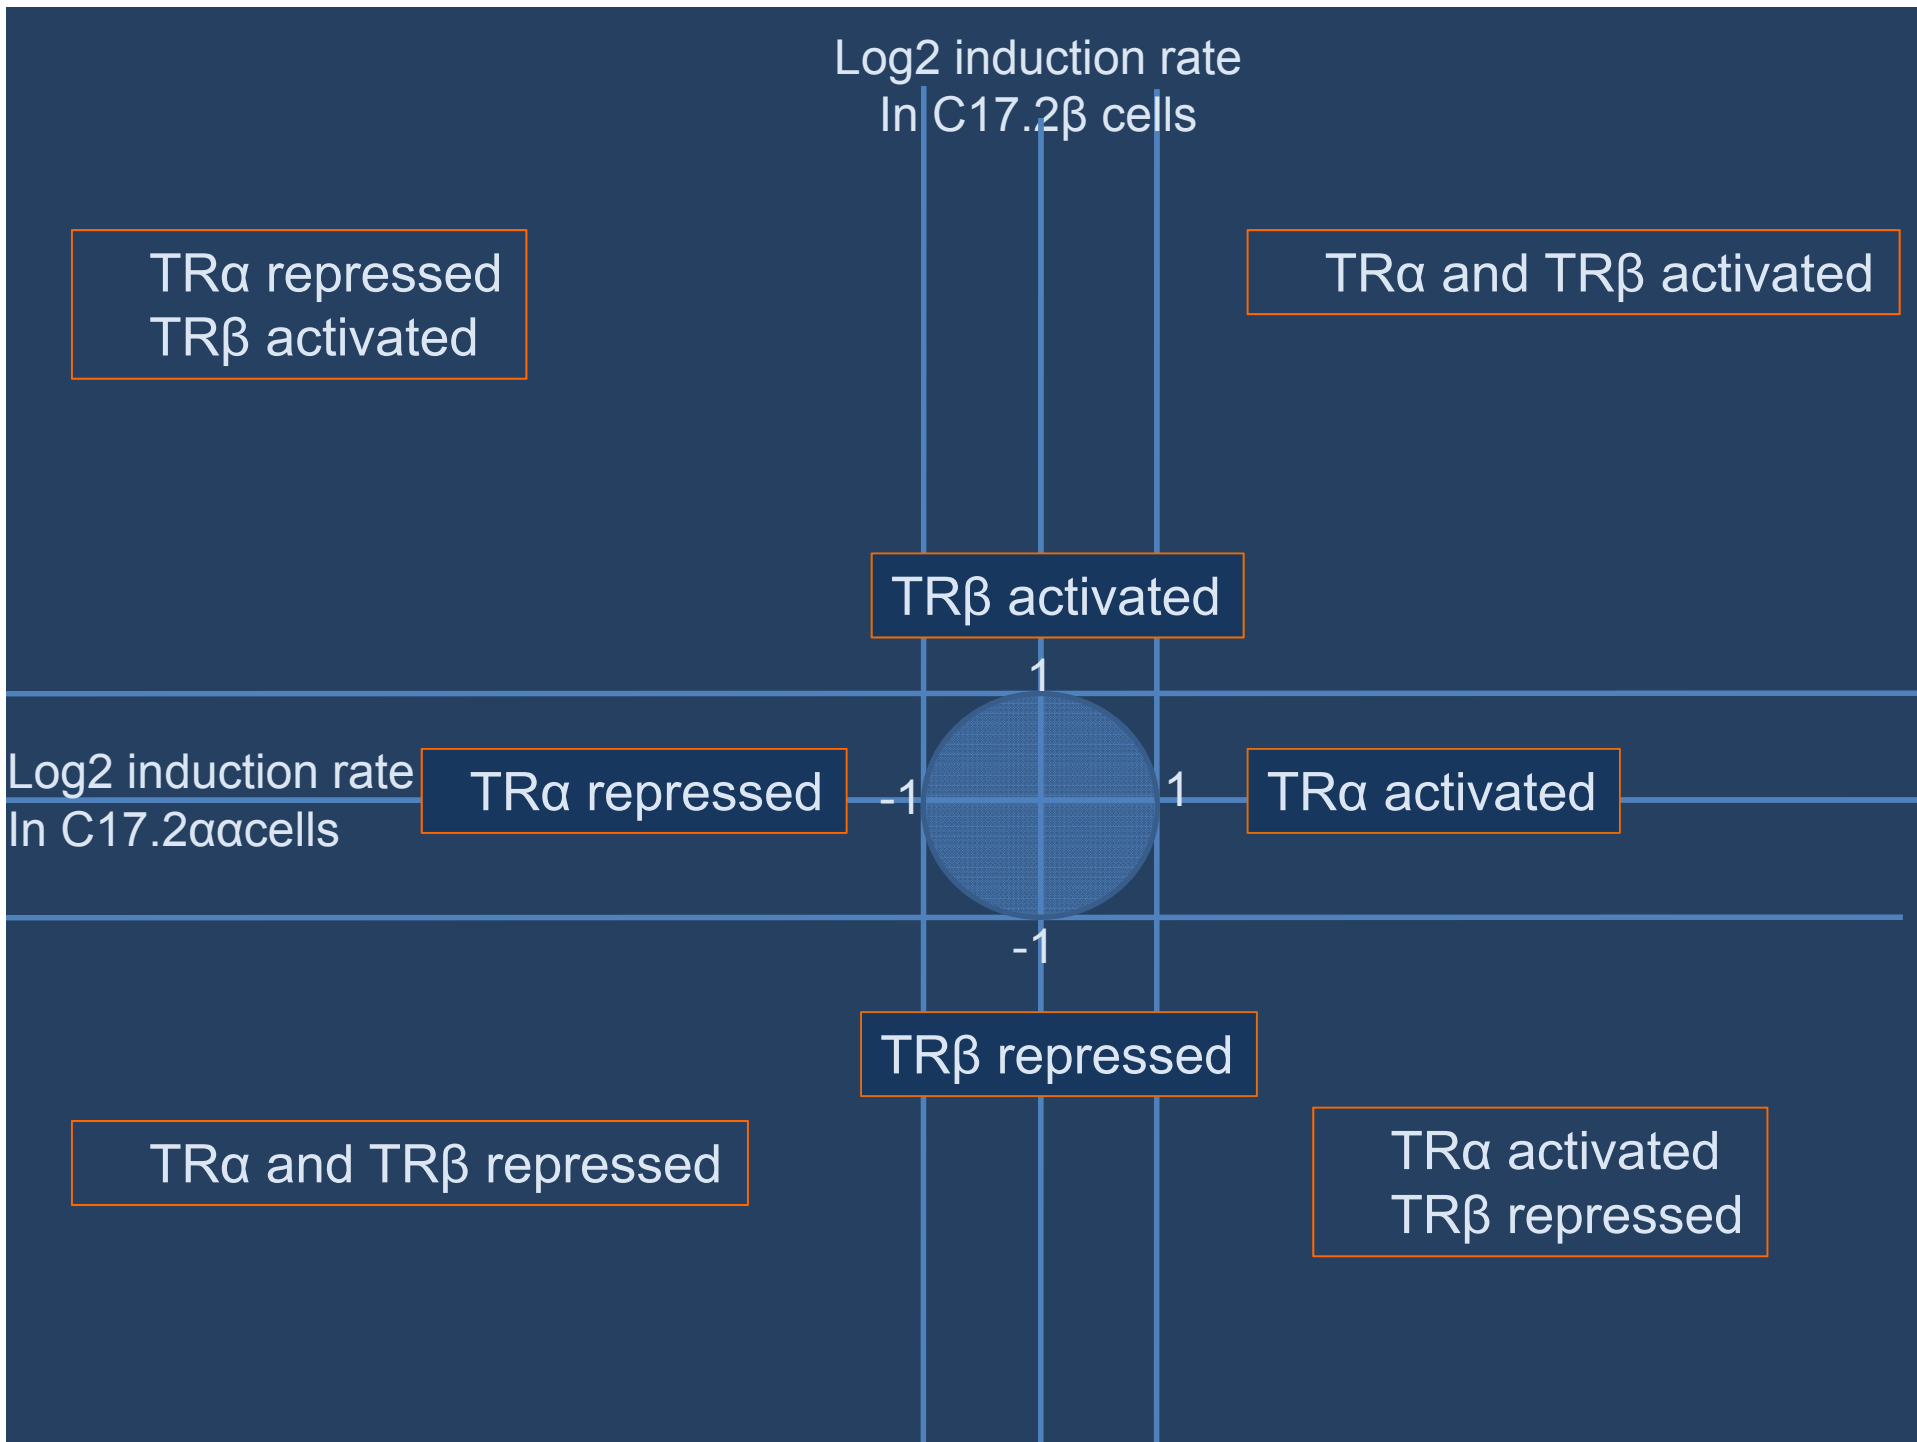 Log2 induction rate
In C17.2β cells
TRα repressed
TRβ activated
TRα and TRβ activated
TRβ activated
1
Log2 induction rate
In C17.2ααcells
TRα repressed
-1
1
TRα activated
-1
TRβ repressed
TRα and TRβ repressed
TRα activated
TRβ repressed